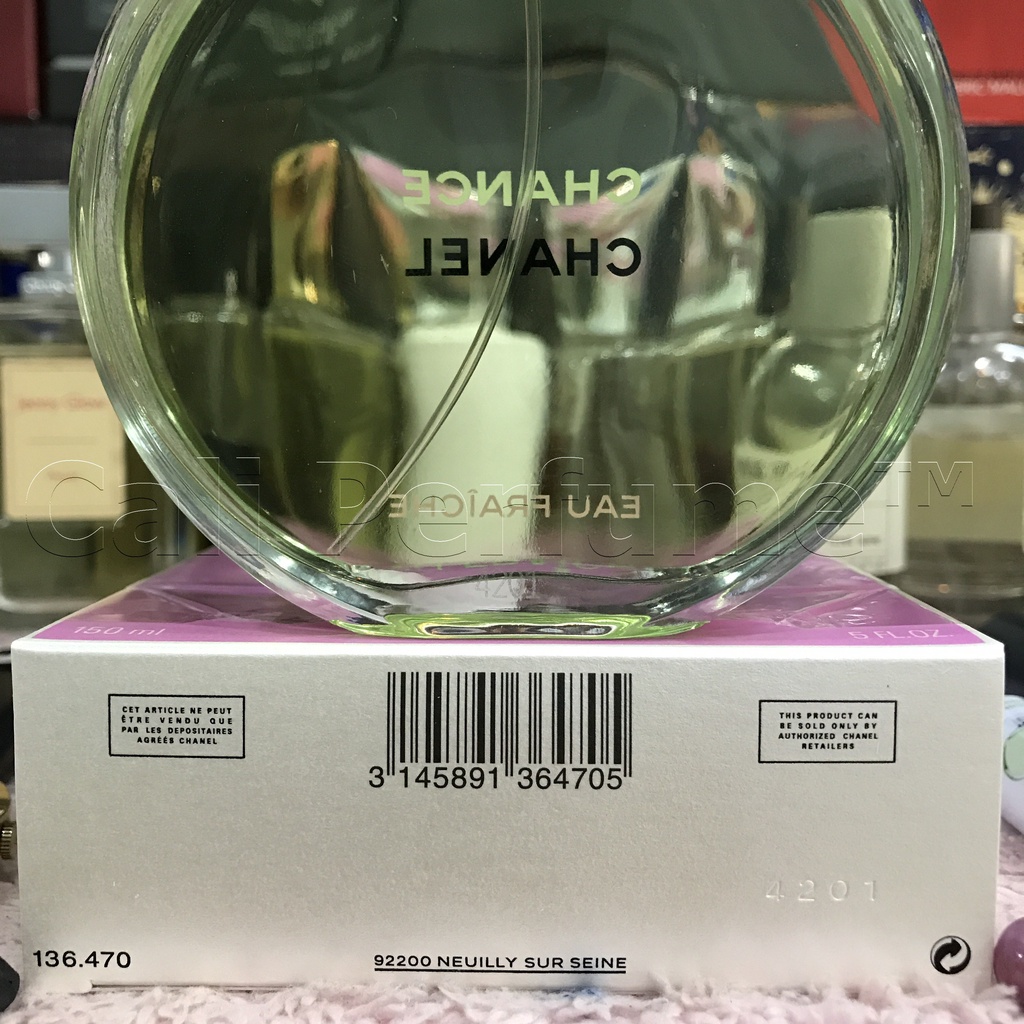 CHANCE
CHANEL
EAU FRAÎCHE
Cali Perfume™
150 ml
5 FL.OZ.
CET ARTICLE NE PEUT
ÊTRE VENDU QUE
PAR LES DEPOSITAIRES
AGRÉÉS CHANEL
THIS PRODUCT CAN
BE SOLD ONLY BY
AUTHORIZED CHANEL
RETAILERS
3 145891 364705
4201
136.470
92200 NEUILLY SUR SEINE